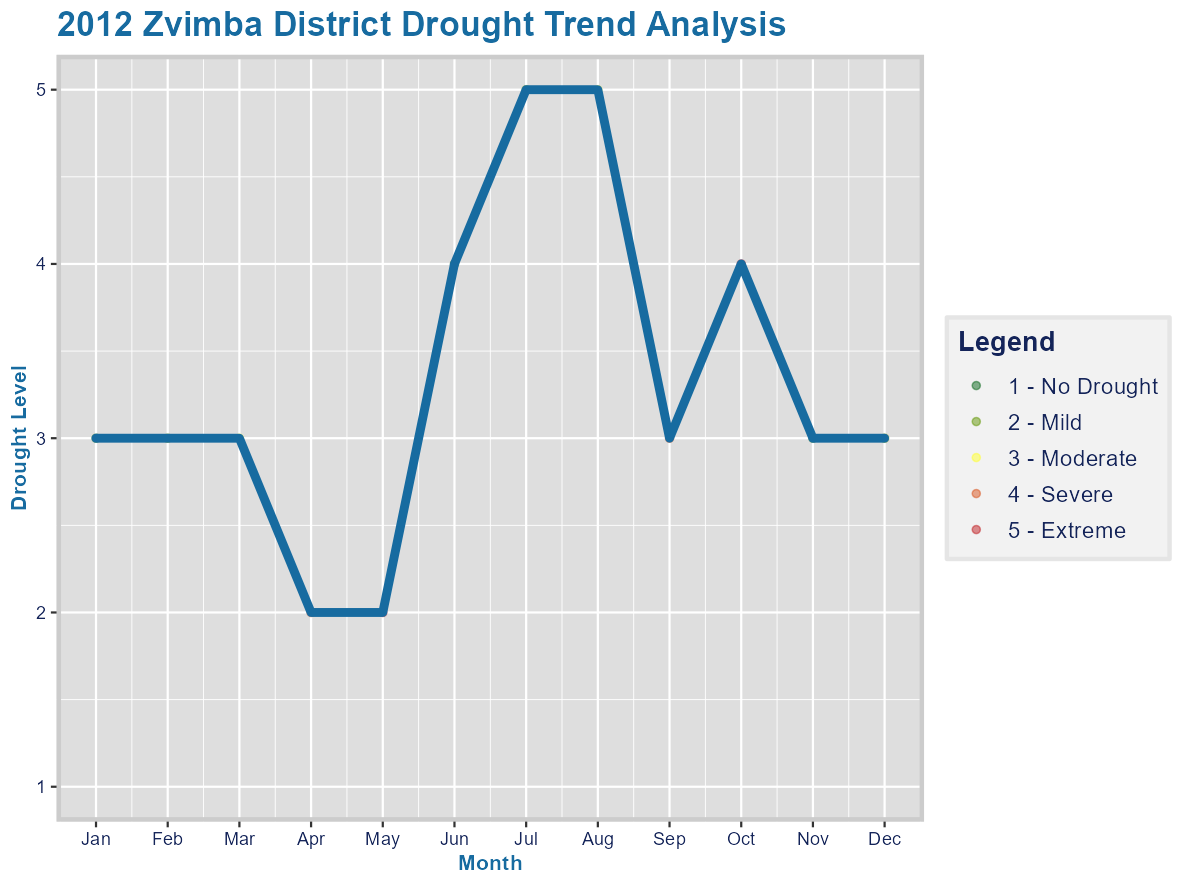 2012 Zvimba District Drought Trend Analysis
5
4
3
2
1
Drought Level
Jan Feb Mar Apr May Jun Jul Aug Sep Oct Nov Dec
Month
Legend
1 - No Drought
2 - Mild
3 - Moderate
4 - Severe
5 - Extreme